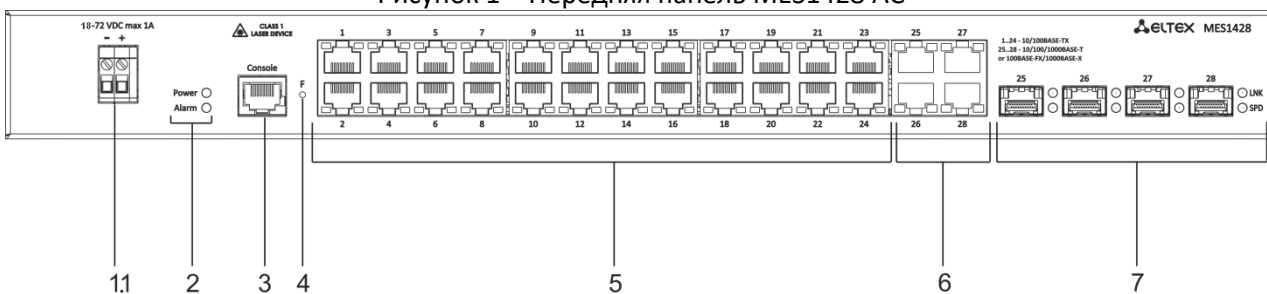 Рисунок 1 – Передняя панель MES1428 AC
18-72 VDC max 1A
- +
CLASS 1
LASER DEVICE
Console
F
Power
Alarm
1 3 5 7 9 11 13 15 17 19 21 23 25 27
2 4 6 8 10 12 14 16 18 20 22 24 26 28
1..24 - 10/100BASE-TX
25..28 - 10/100/1000BASE-T
or 100BASE-FX/1000BASE-X
ELTEX MES1428
25 26 27 28
LNK
SPD
11. 2 3 4 5 6 7